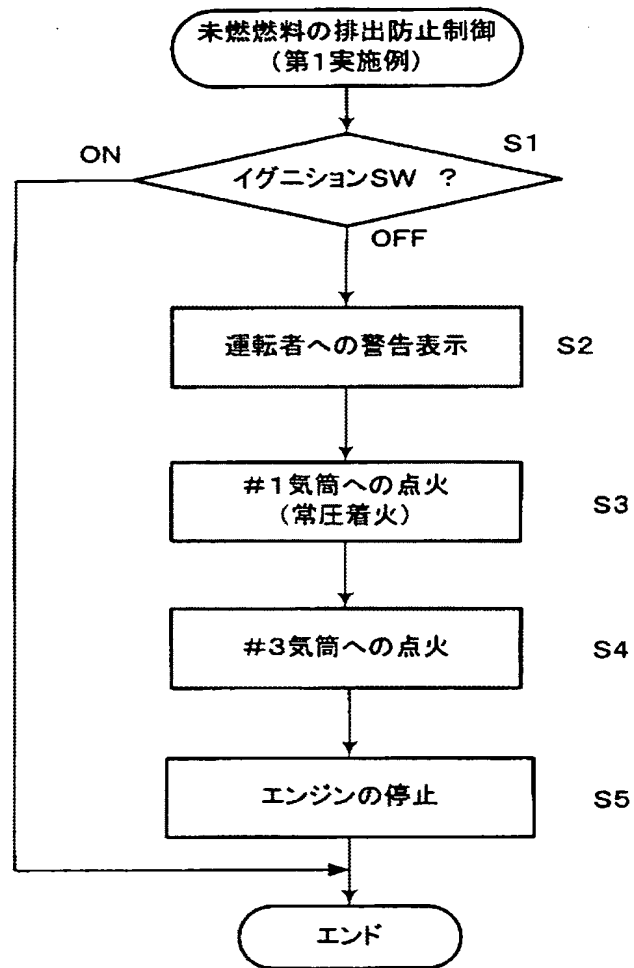 未燃燃料の排出防止制御
（第1実施例）
S1
ON
イグニションSW ?
OFF
運転者への警告表示
S2
#1気筒への点火
（常圧着火）
S3
#3気筒への点火
S4
エンジンの停止
S5
エンド